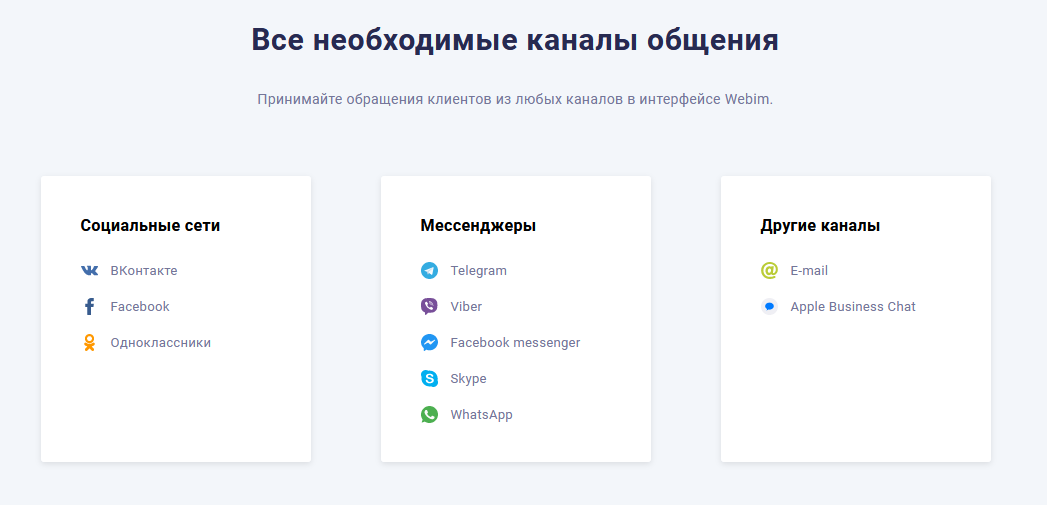 Все необходимые каналы общения
Принимайте обращения клиентов из любых каналов в интерфейсе Webim.
Социальные сети
ВКонтакте
Facebook
Одноклассники
Мессенджеры
Telegram
Viber
Facebook messenger
Skype
WhatsApp
Другие каналы
E-mail
Apple Business Chat